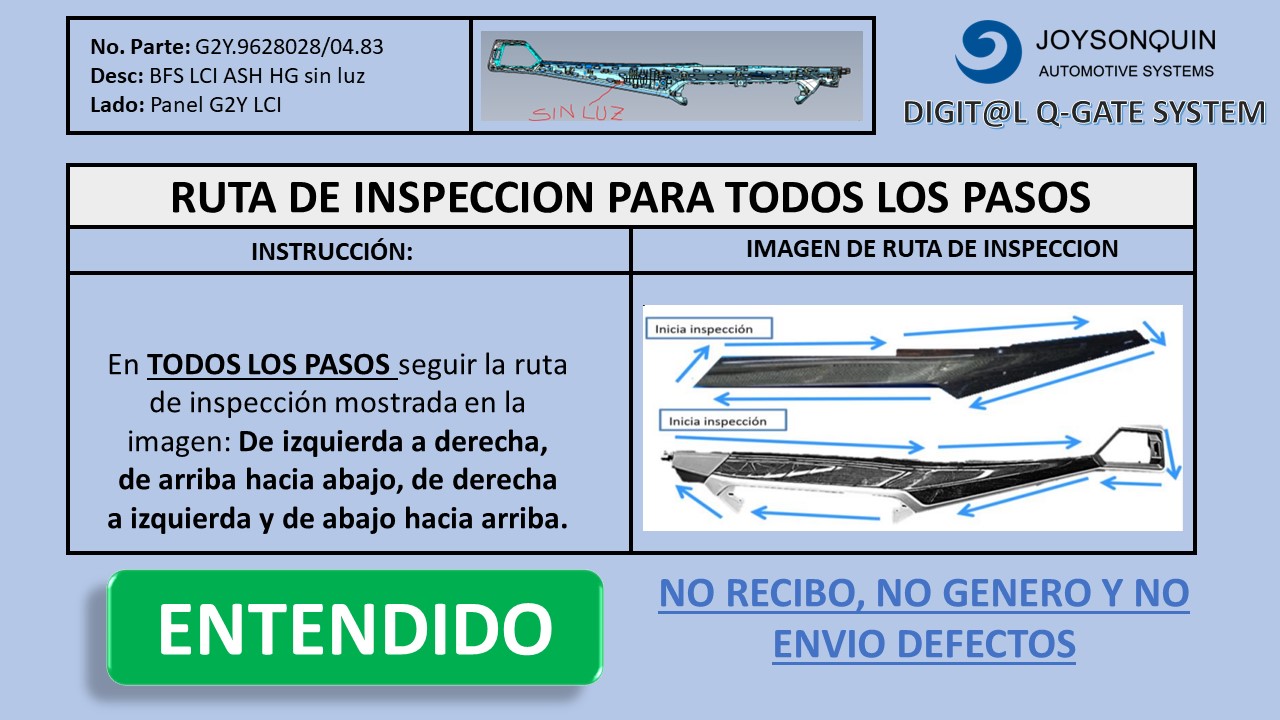 No. Parte: G2Y.9628028/04.83
Desc: BFS LCI ASH HG sin luz
Lado: Panel G2Y LCI
SIN LUZ
JOYSONQUIN
AUTOMOTIVE SYSTEMS
DIGIT@L Q-GATE SYSTEM
RUTA DE INSPECCION PARA TODOS LOS PASOS
INSTRUCCIÓN:
IMAGEN DE RUTA DE INSPECCION
En TODOS LOS PASOS seguir la ruta
de inspección mostrada en la
imagen: De izquierda a derecha,
de arriba hacia abajo, de derecha
a izquierda y de abajo hacia arriba.
Inicia inspección
Inicia inspección
ENTENDIDO
NO RECIBO, NO GENERO Y NO
ENVIO DEFECTOS